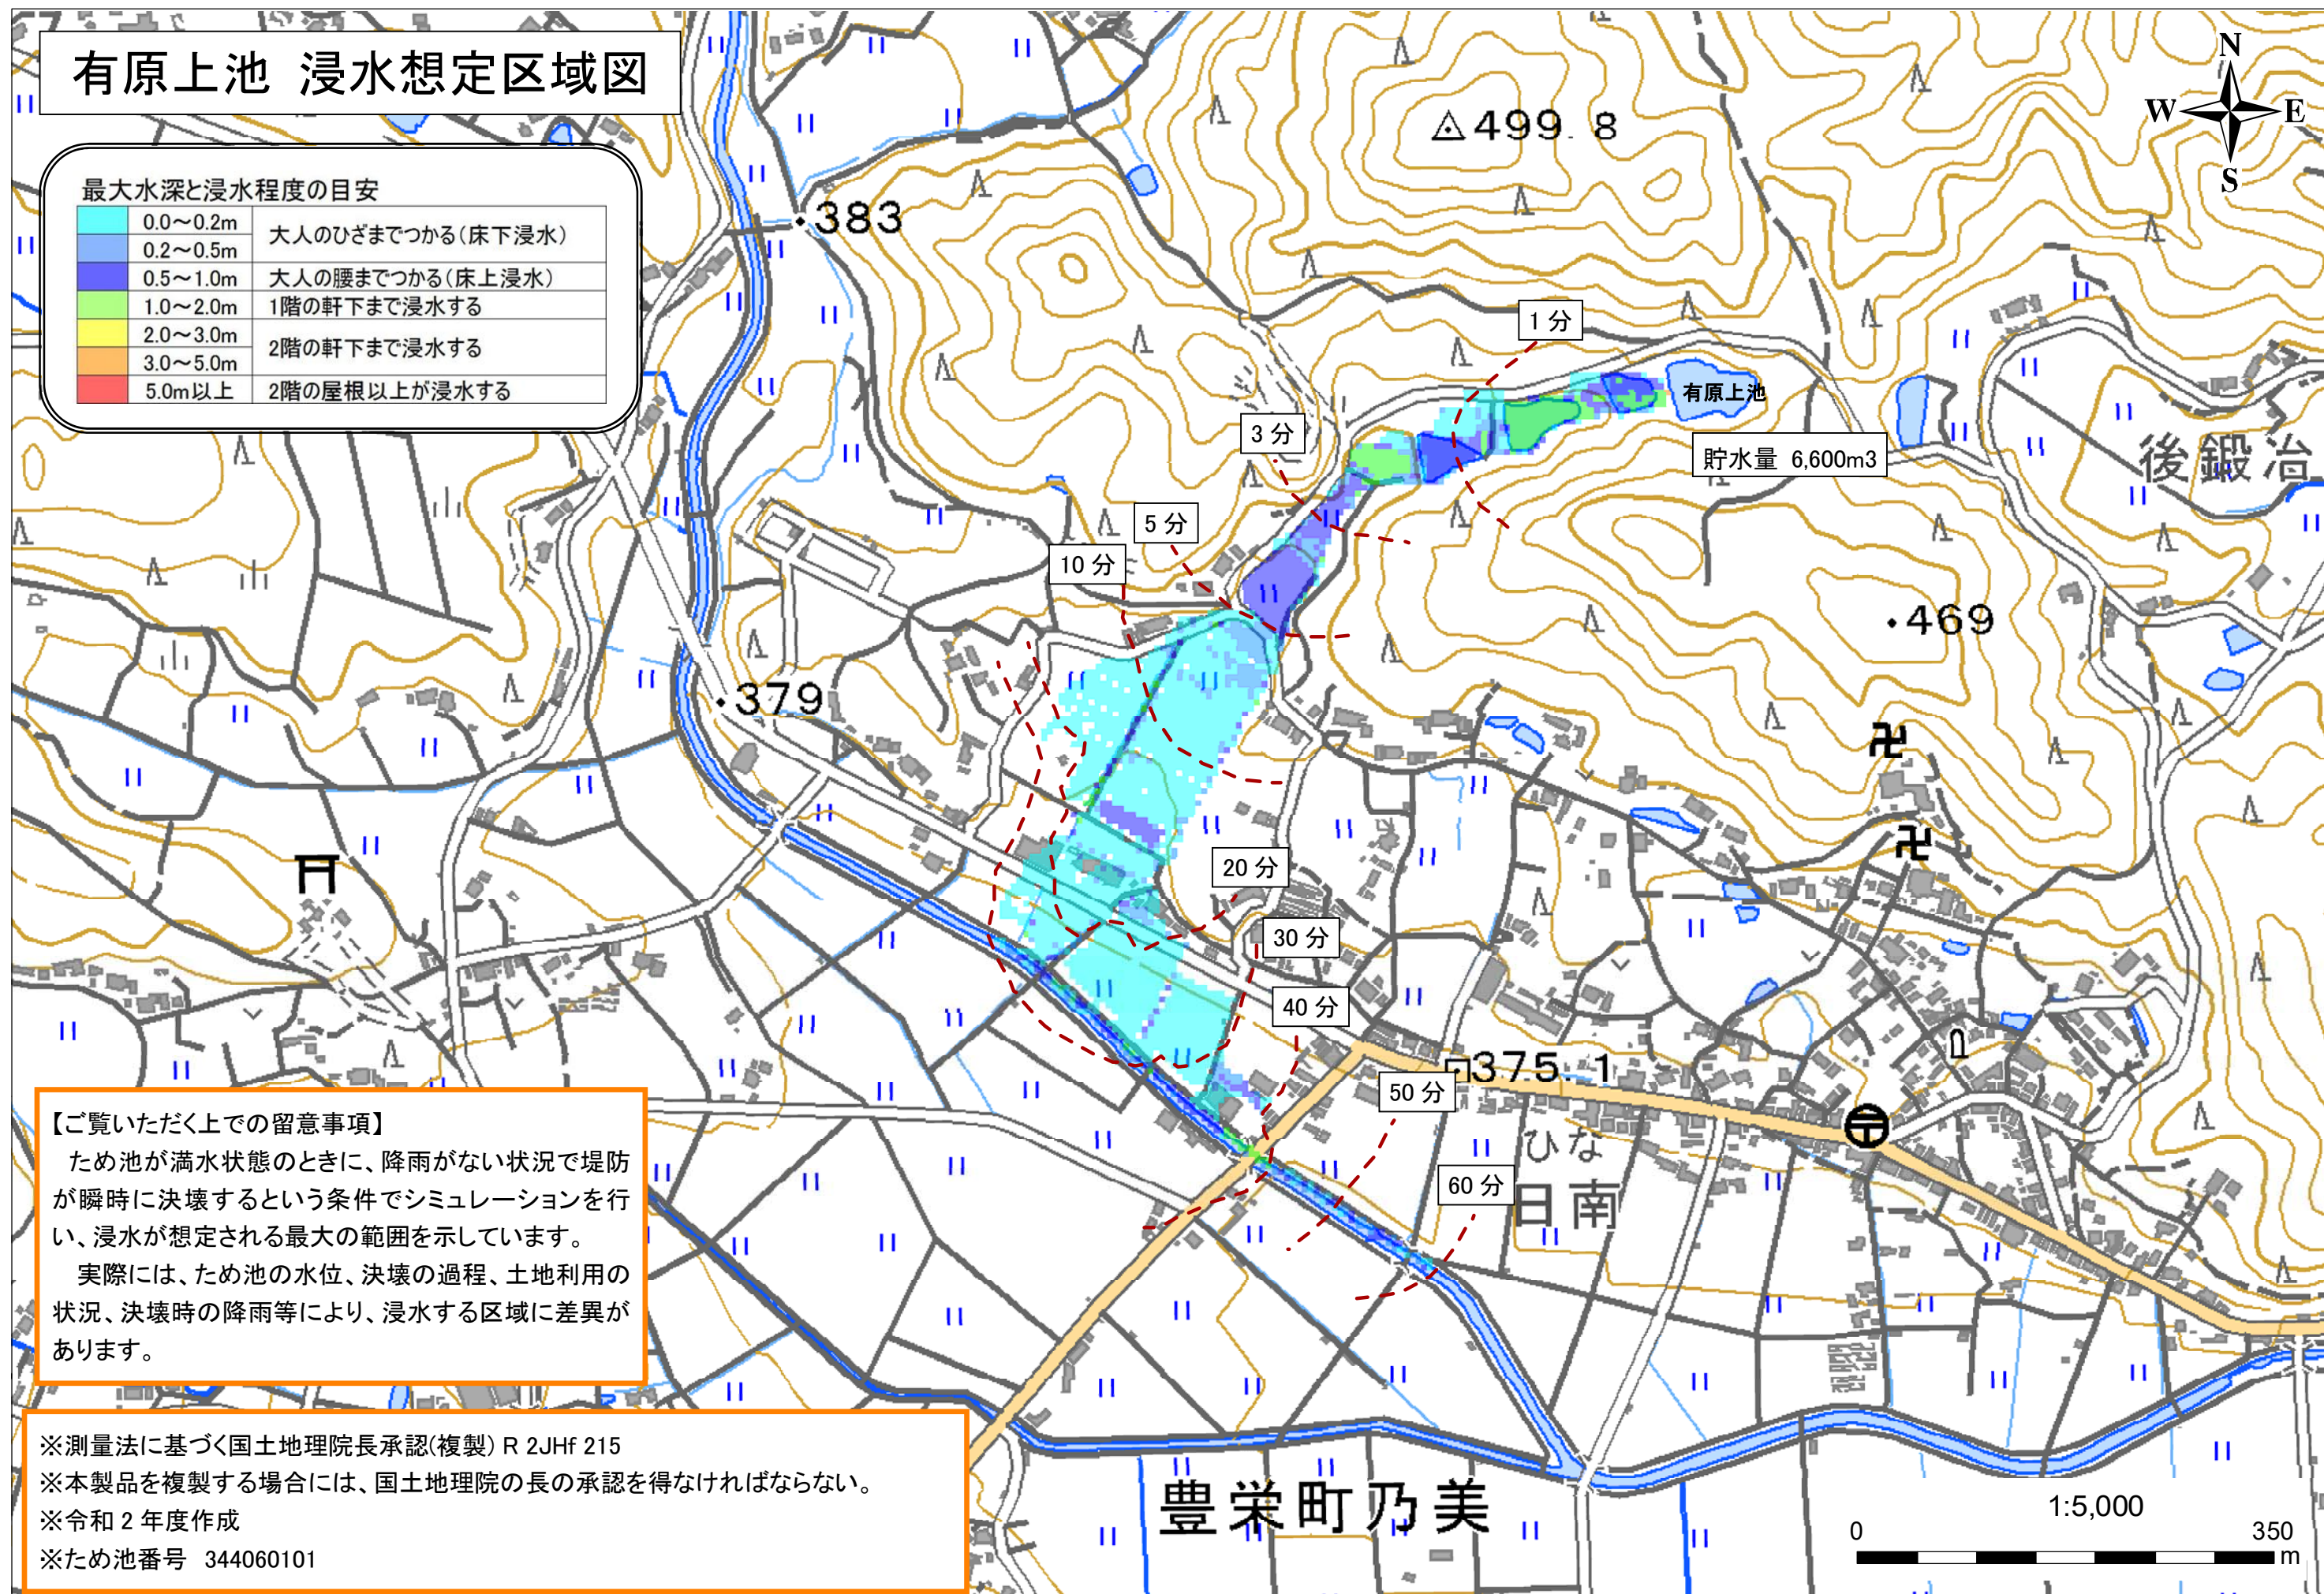 有原上池 浸水想定区域図
N
W E
S
最大水深と浸水程度の目安
0.0～0.2m
大人のひざまでつかる(床下浸水)
0.2～0.5m
0.5～1.0m 大人の腰までつかる(床上浸水)
1.0～2.0m 1階の軒下まで浸水する
2.0～3.0m
2階の軒下まで浸水する
3.0～5.0m
5.0m以上 2階の屋根以上が浸水する
499.8
383
1 分
有原上池
3 分
貯水量 6,600m3
後鍛冶
5 分
10 分
469
379
20 分
30 分
40 分
375.1
50 分
ひな
60 分
日南
【ご覧いただく上での留意事項】
ため池が満水状態のときに、降雨がない状況で堤防
が瞬時に決壊するという条件でシミュレーションを行
い、浸水が想定される最大の範囲を示しています。
実際には、ため池の水位、決壊の過程、土地利用の
状況、決壊時の降雨等により、浸水する区域に差異が
あります。
※測量法に基づく国土地理院長承認(複製) R 2JHf 215
※本製品を複製する場合には、国土地理院の長の承認を得なければならない。
※令和 2 年度作成
※ため池番号 344060101
豊栄町乃美
1:5,000
0 350
m